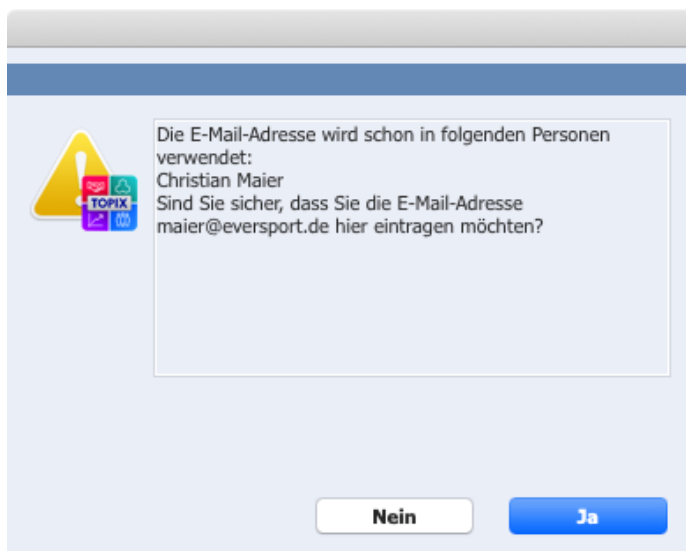 Die E-Mail-Adresse wird schon in folgenden Personen
verwendet:
Christian Maier
Sind Sie sicher, dass Sie die E-Mail-Adresse
maier@eversport.de hier eintragen möchten?
TOPIX
Nein
Ja